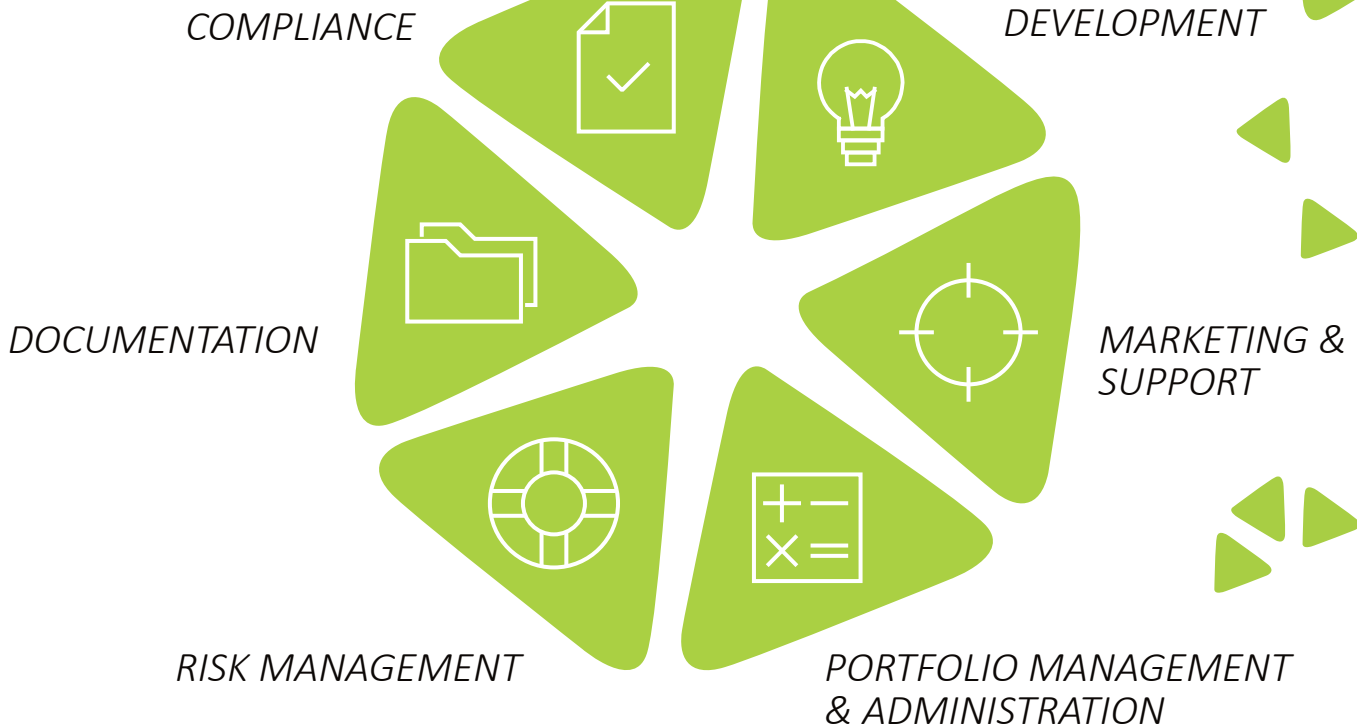 COMPLIANCE
DEVELOPMENT
DOCUMENTATION
MARKETING &
SUPPORT
RISK MANAGEMENT
PORTFOLIO MANAGEMENT
& ADMINISTRATION